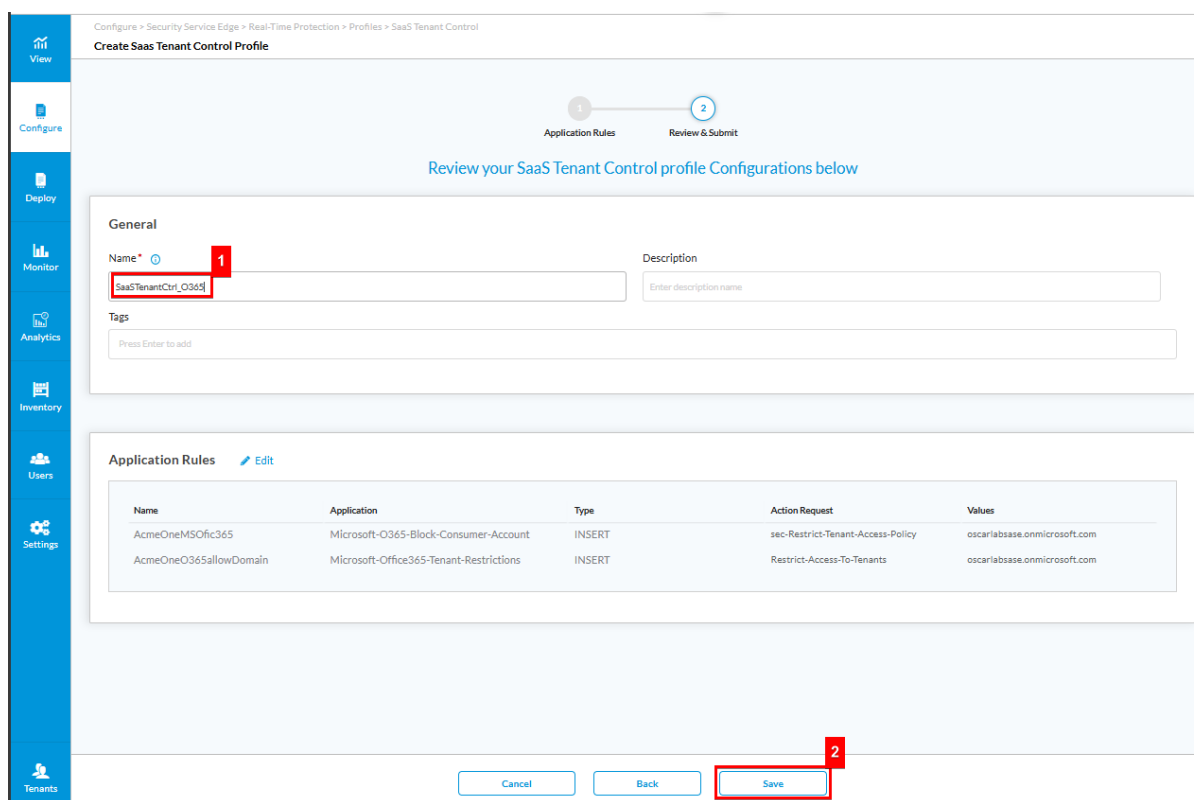 Configure > Security Service Edge > Real-Time Protection > Profiles > SaaS Tenant Control
Create Saas Tenant Control Profile
View
Configure
Deploy
Monitor
Analytics
Inventory
Users
Settings
Tenants
1
2
Application Rules
Review & Submit
Review your SaaS Tenant Control profile Configurations below
General
Name*
1
Description
SaaSTenantCtrl_O365
Enter description name
Tags
Press Enter to add
Application Rules
Edit
Name Application Type Action Request Values
AcmeOneMSOfic365 Microsoft-O365-Block-Consumer-Account INSERT sec-Restrict-Tenant-Access-Policy oscarlabsase.onmicrosoft.com
AcmeOneO365allowDomain Microsoft-Office365-Tenant-Restrictions INSERT Restrict-Access-To-Tenants oscarlabsase.onmicrosoft.com
2
Cancel
Back
Save